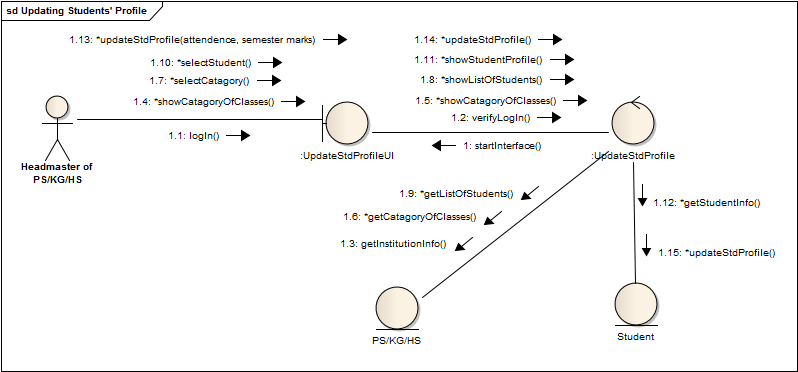 sd Updating Students' Profile
1.13: *updateStdProfile(attendence, semester marks)
1.14: *updateStdProfile()
1.10: *selectStudent()
1.11: *showStudentProfile()
1.7: *selectCatagory()
1.8: *showListOfStudents()
1.4: *showCatagoryOfClasses()
1.5: *showCatagoryOfClasses()
1.2: verifyLogIn()
1.1: logIn()
1: startInterface()
:UpdateStdProfileUI
:UpdateStdProfile
Headmaster of
PS/KG/HS
1.9: *getListOfStudents()
1.12: *getStudentInfo()
1.6: *getCatagoryOfClasses()
1.3: getInstitutionInfo()
1.15: *updateStdProfile()
PS/KG/HS
Student